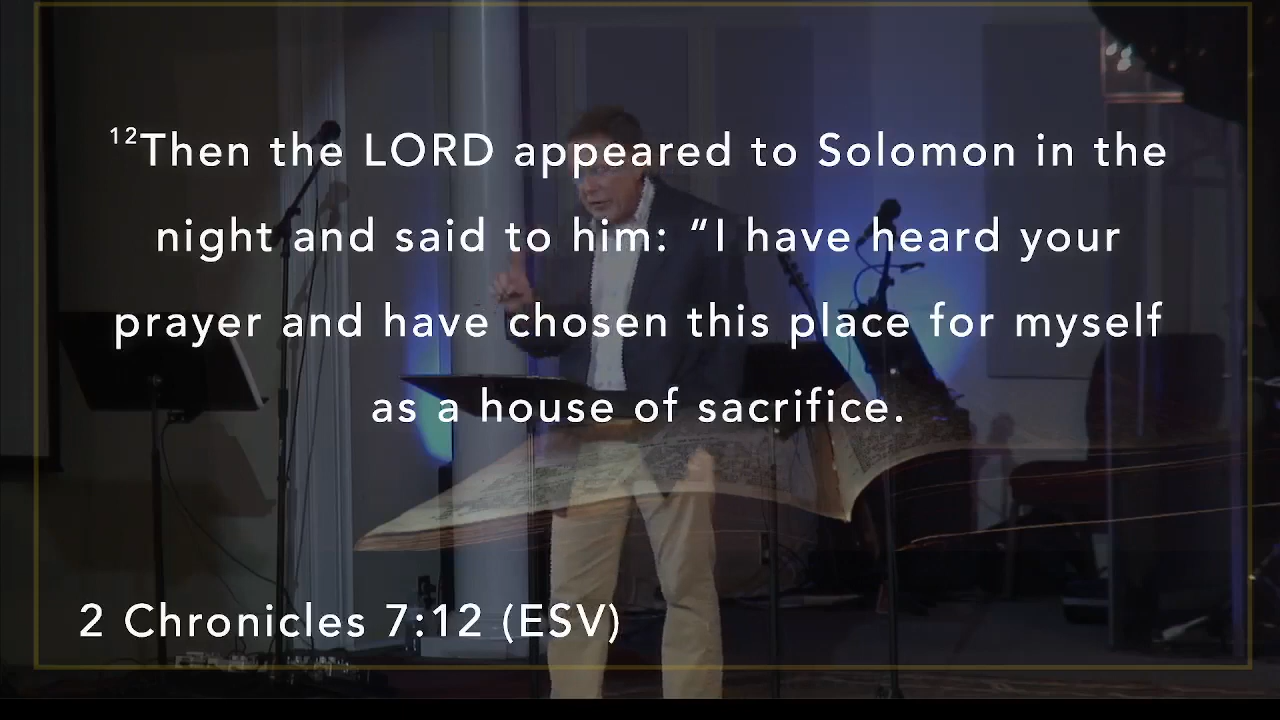 ¹²Then the LORD appeared to Solomon in the
night and said to him: “I have heard your
prayer and have chosen this place for myself
as a house of sacrifice.
2 Chronicles 7:12 (ESV)